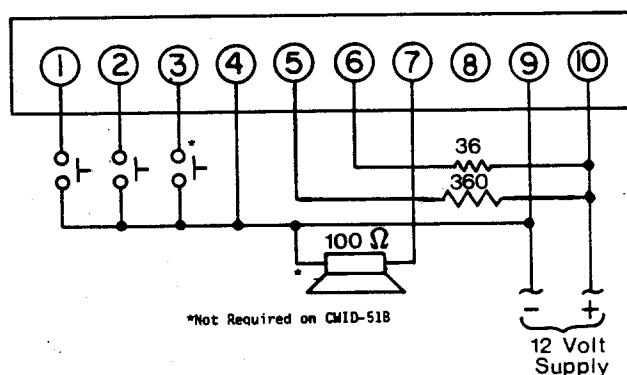 1 2 3 4 5 6 7 8 9 10
*
36
360
100 Ω
*
*Not Required on CWID-51B
- +
12 Volt
Supply